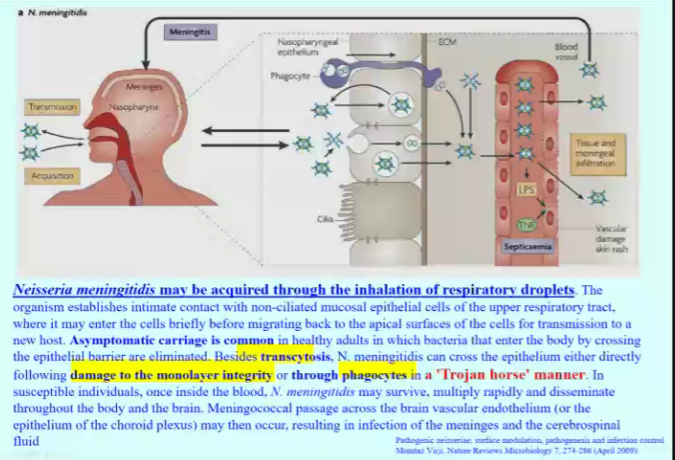 a N. meningitidis
Meningitis
Nasopharyngeal
epithelium
ECM
Blood
vessel
Phagocyte
Meninges
Transmission
Nasopharynx
Tissue and
meningeal
infiltration
Acquisition
LPS
Cilia
TNF
Vascular
damage
skin rash
Septicaemia
Neisseria meningitidis may be acquired through the inhalation of respiratory droplets. The
organism establishes intimate contact with non-ciliated mucosal epithelial cells of the upper respiratory tract,
where it may enter the cells briefly before migrating back to the apical surfaces of the cells for transmission to a
new host. Asymptomatic carriage is common in healthy adults in which bacteria that enter the body by crossing
the epithelial barrier are eliminated. Besides transcytosis, N. meningitidis can cross the epithelium either directly
following damage to the monolayer integrity or through phagocytes in a 'Trojan horse' manner. In
susceptible individuals, once inside the blood, N. meningitidis may survive, multiply rapidly and disseminate
throughout the body and the brain. Meningococcal passage across the brain vascular endothelium (or the
epithelium of the choroid plexus) may then occur, resulting in infection of the meninges and the cerebrospinal
fluid
Pathogenic neisseriae: surface modulation, pathogenesis and infection control
Mumtaz Virji. Nature Reviews Microbiology 7, 274-286 (April 2009)